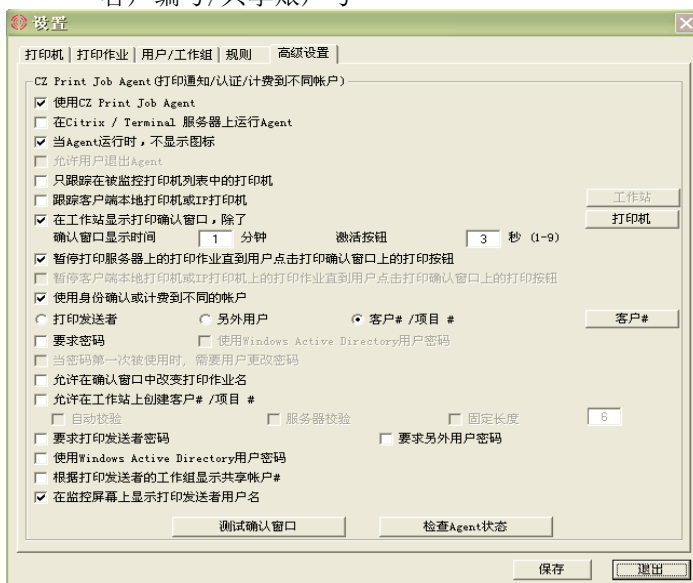 客户编号/共享账户号
设置
打印机 打印作业 用户/工作组 规则 高级设置
CZ Print Job Agent(打印通知/认证/计费到不同帐户)
使用CZ Print Job Agent
在Citrix / Terminal 服务器上运行Agent
当Agent运行时，不显示图标
允许用户退出Agent
只跟踪在被监控打印机列表中的打印机
跟踪客户端本地打印机或IP打印机 工作站
在工作站显示打印确认窗口，除了 打印机
确认窗口显示时间 1 分钟 激活按钮 3 秒 (1-9)
暂停打印服务器上的打印作业直到用户点击打印确认窗口上的打印按钮
暂停客户端本地打印机或IP打印机上的打印作业直到用户点击打印确认窗口上的打印按钮
使用身份确认或计费到不同的帐户
打印发送者 另外用户 客户# /项目 # 客户#
要求密码 使用Windows Active Directory用户密码
当密码第一次被使用时, 需要用户更改密码
允许在确认窗口中改变打印作业名
允许在工作站上创建客户# /项目 #
自动校验 服务器校验 固定长度 6
要求打印发送者密码 要求另外用户密码
使用Windows Active Directory用户密码
根据打印发送者的工作组显示共享帐户#
在监控屏幕上显示打印发送者用户名
测试确认窗口 检查Agent状态
保存 退出